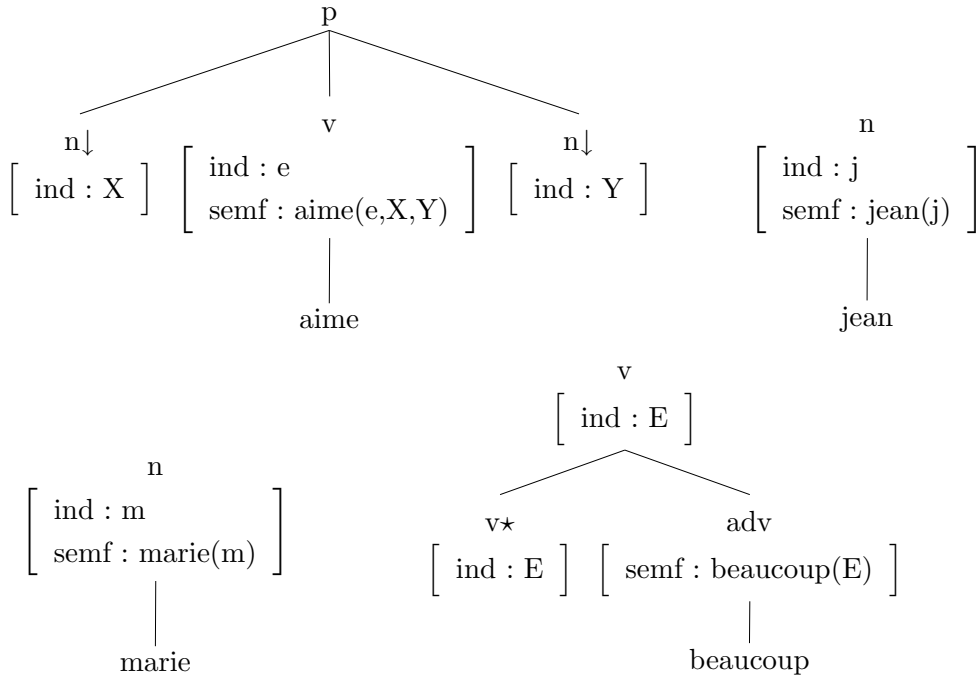 p
n↓ v n↓ n
[ ind : X ] [ ind : e [ ind : Y ] [ ind : j
semf : aime(e,X,Y) ] semf : jean(j) ]
aime jean
v
[ ind : E ]
n
[ ind : m
semf : marie(m) ]
v⋆ adv
[ ind : E ] [ semf : beaucoup(E) ]
marie beaucoup